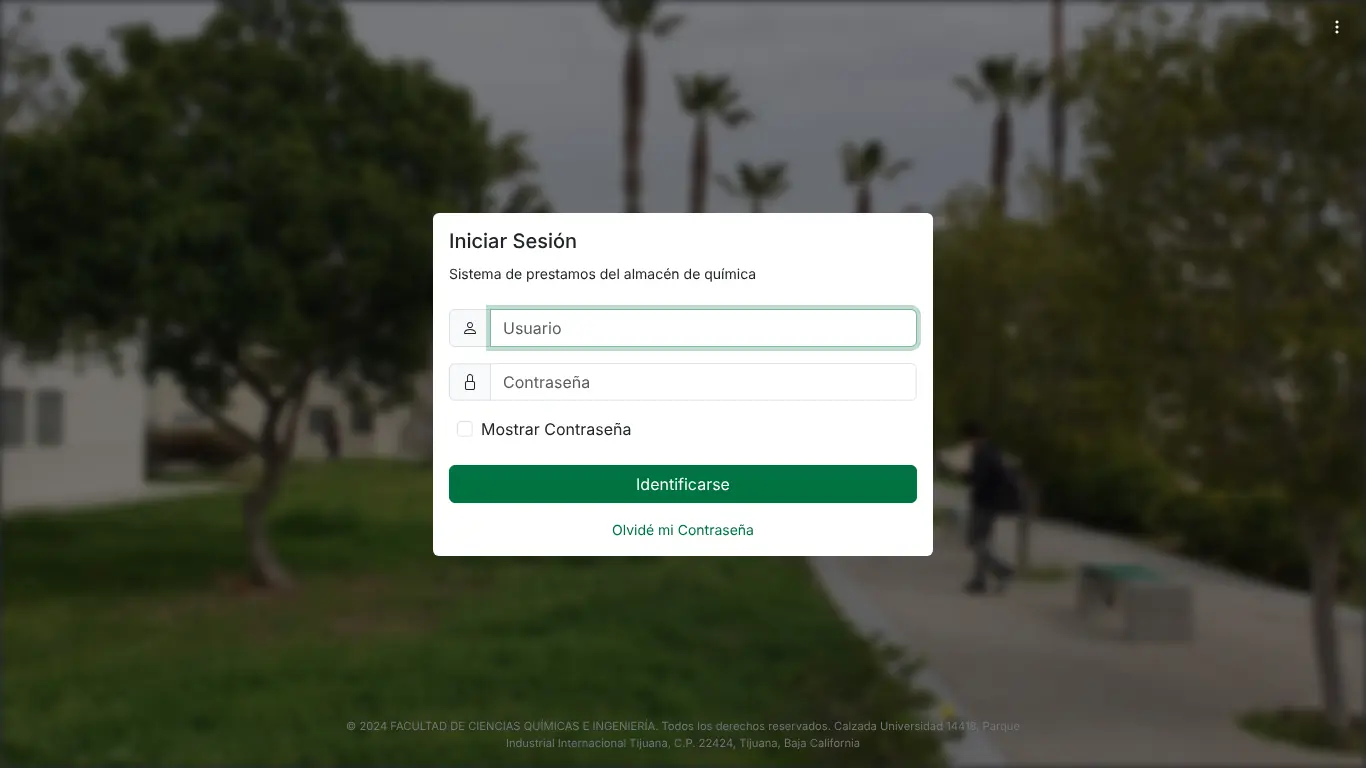 Iniciar Sesión
Sistema de prestamos del almacén de química
Usuario
Contraseña
Mostrar Contraseña
Identificarse
Olvidé mi Contraseña
© 2024 FACULTAD DE CIENCIAS QUÍMICAS E INGENIERÍA. Todos los derechos reservados. Calzada Universidad 14418. Parque
Industrial Internacional Tijuana, C.P. 22424, Tijuana, Baja California